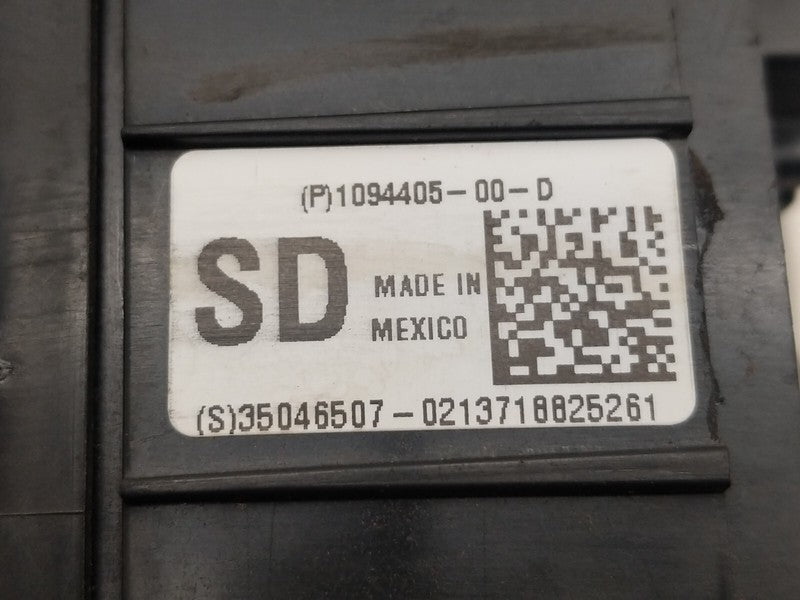 (P)1094405-00-D
SD
MADE IN
MEXICO
(S)35046507-0213718825261